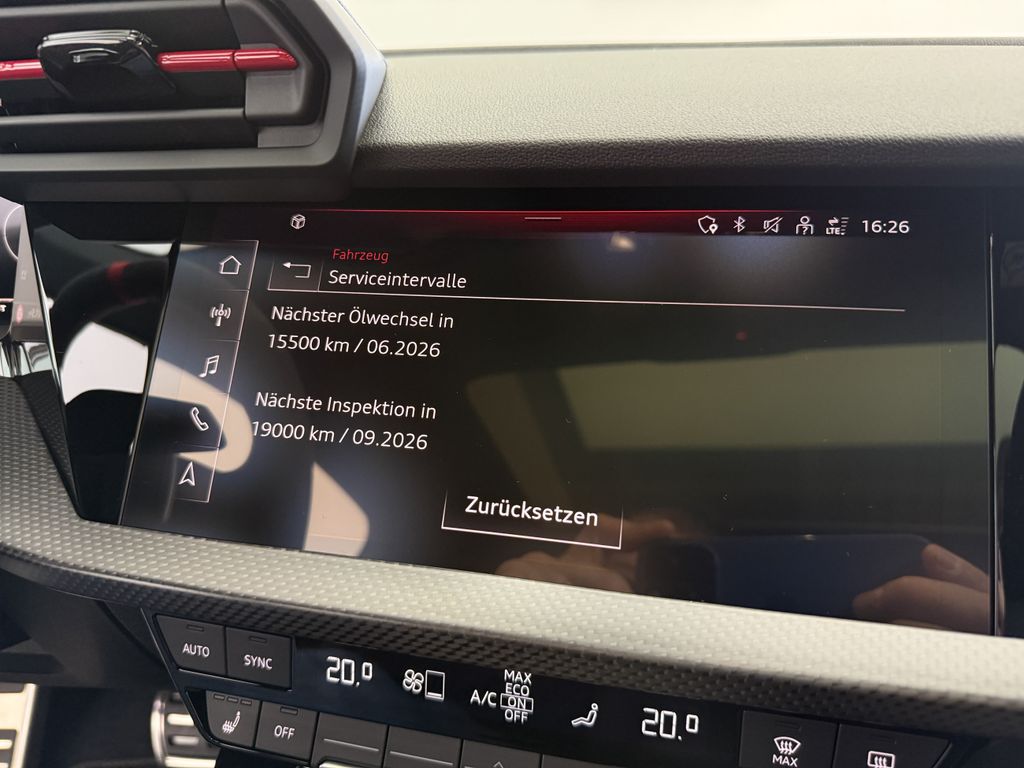 LTE 16:26
Fahrzeug
Serviceintervalle
Nächster Ölwechsel in
15500 km / 06.2026
Nächste Inspektion in
19000 km / 09.2026
Zurücksetzen
AUTO SYNC 20.0 A/C MAX
ECO
ON
OFF
20.0
OFF
MAX